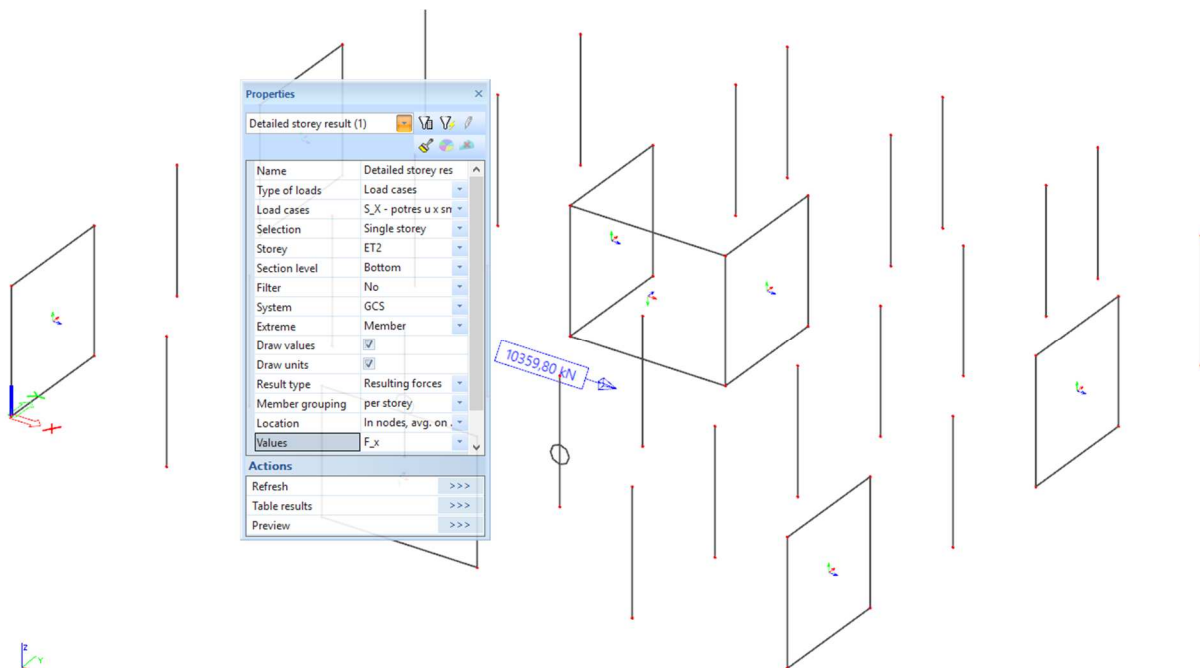 Properties
Detailed storey result (1)
Name Detailed storey res
Type of loads Load cases
Load cases S_X - potres u x sm
Selection Single storey
Storey ET2
Section level Bottom
Filter No
System GCS
Extreme Member
Draw values
Draw units
Result type Resulting forces
Member grouping per storey
Location In nodes, avg. on .
Values F_x
Actions
Refresh >>>
Table results >>>
Preview >>>
10359,80 kN
X
X
Z
Y